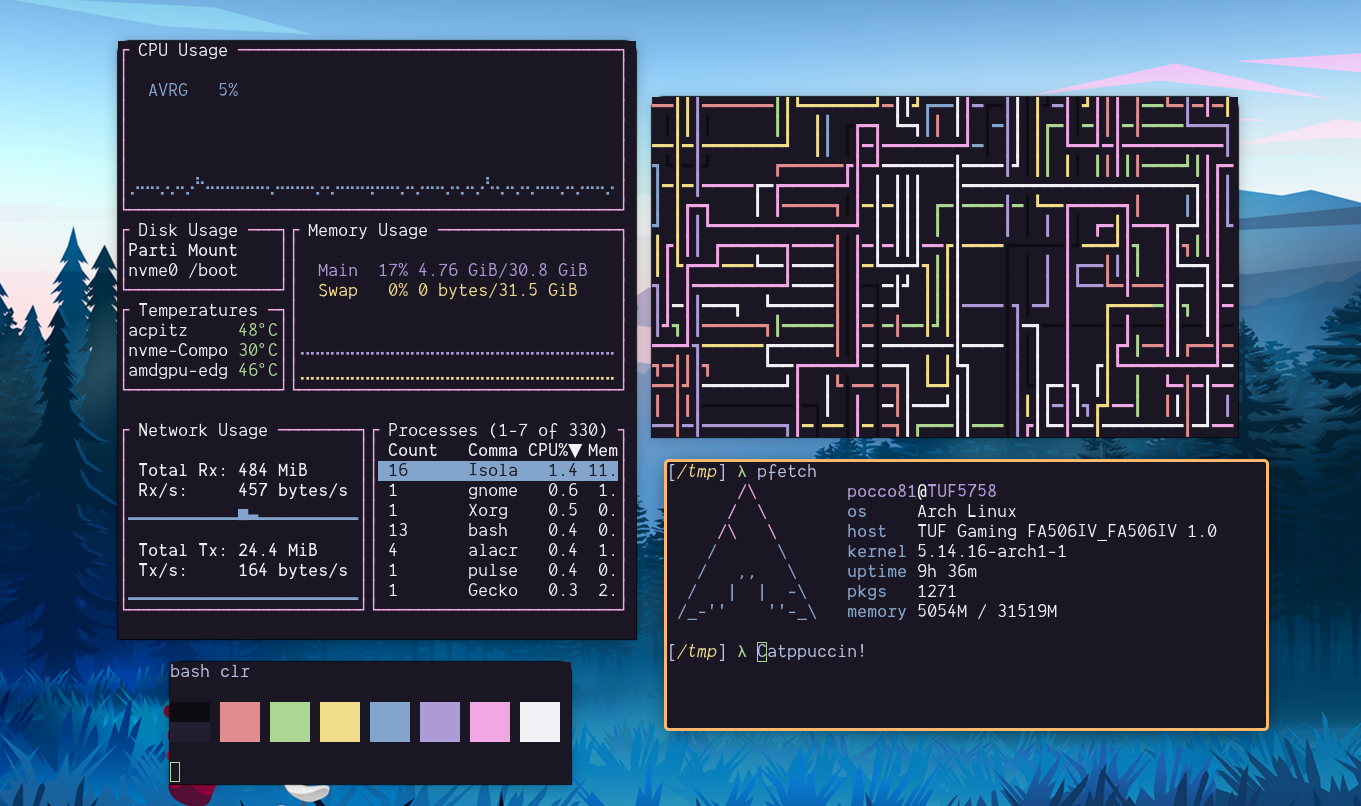 CPU Usage
AVRG 5%
Disk Usage
Parti Mount
nvme0 /boot
Temperatures
acpitz 48°C
nvme-Compo 30°C
amdgpu-edg 46°C
Memory Usage
Main 17% 4.76 GiB/30.8 GiB
Swap 0% 0 bytes/31.5 GiB
Network Usage
Total Rx: 484 MiB
Rx/s: 457 bytes/s
Total Tx: 24.4 MiB
Tx/s: 164 bytes/s
Processes (1-7 of 330)
Count Comma CPU%▼ Mem
16 Isola 1.4 11.
1 gnome 0.6 1.
1 Xorg 0.5 0.
13 bash 0.4 0.
4 alacr 0.4 1.
1 pulse 0.4 0.
1 Gecko 0.3 2.
bash clr
[/tmp] λ pfetch
pocco81@TUF5758
os Arch Linux
host TUF Gaming FA506IV_FA506IV 1.0
kernel 5.14.16-arch1-1
uptime 9h 36m
pkgs 1271
memory 5054M / 31519M
[/tmp] λ Catppuccin!